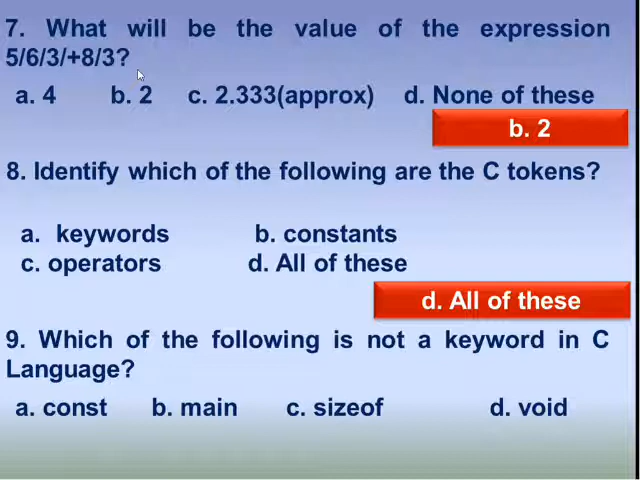 7. What will be the value of the expression
5/6/3/+8/3?
a. 4 b. 2 c. 2.333(approx) d. None of these
b. 2
8. Identify which of the following are the C tokens?
a. keywords b. constants
c. operators d. All of these
d. All of these
9. Which of the following is not a keyword in C
Language?
a. const b. main c. sizeof d. void